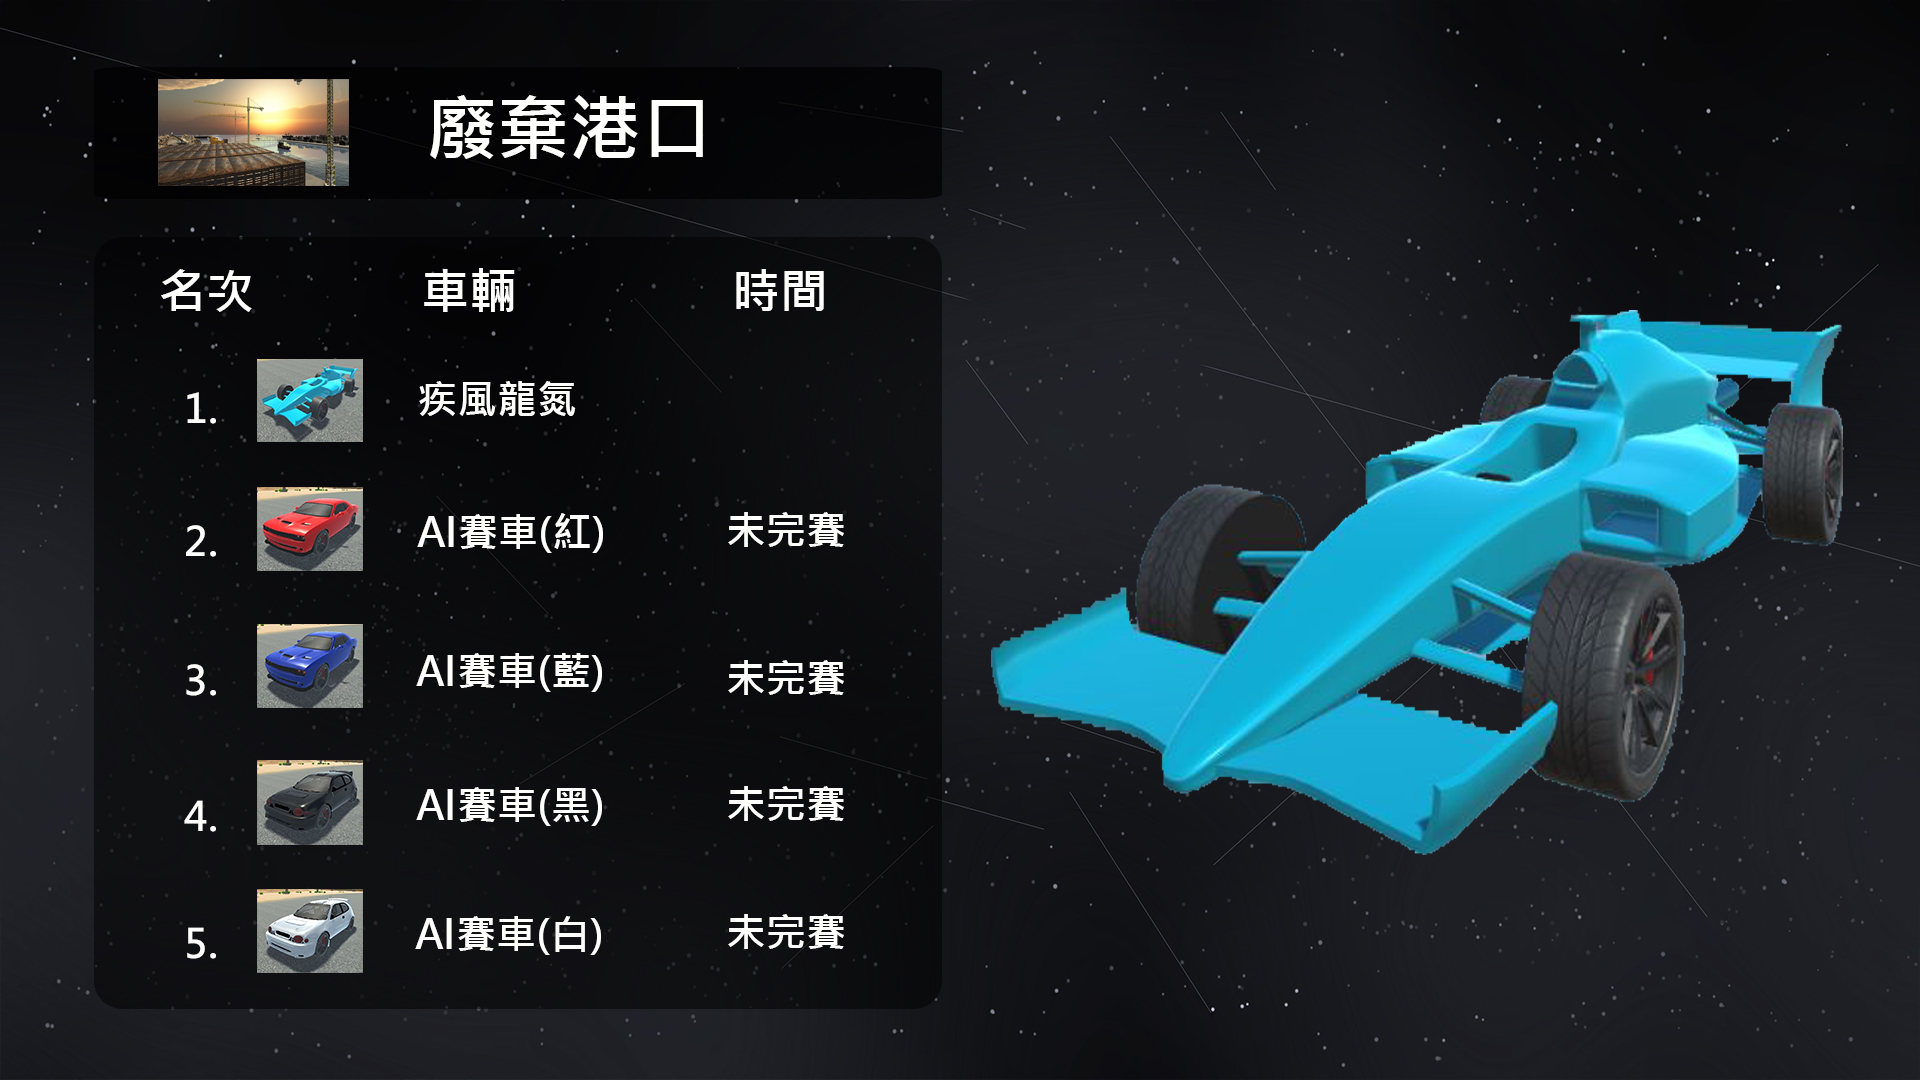 廢棄港口
名次 車輛 時間
1. 疾風龍氮
2. AI賽車(紅) 未完賽
3. AI賽車(藍) 未完賽
4. AI賽車(黑) 未完賽
5. AI賽車(白) 未完賽